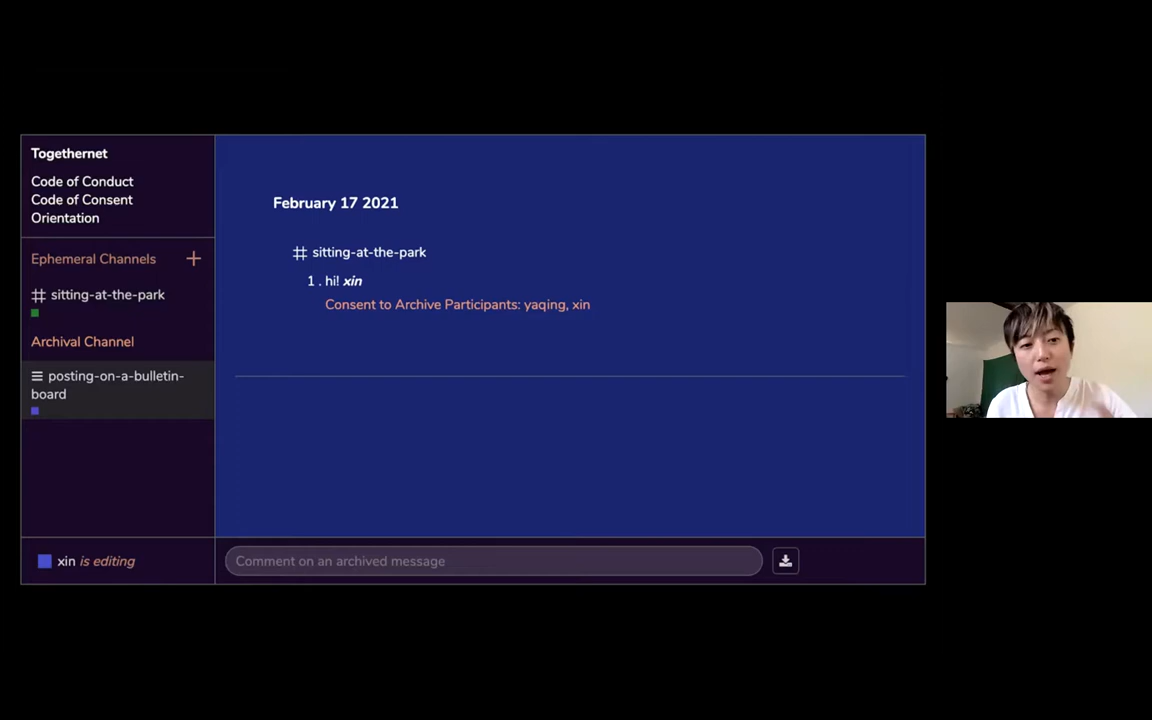 Togethernet
Code of Conduct
Code of Consent
Orientation
Ephemeral Channels
# sitting-at-the-park
Archival Channel
posting-on-a-bulletin-
board
xin is editing
February 17 2021
# sitting-at-the-park
1 . hi! xin
Consent to Archive Participants: yaqing, xin
Comment on an archived message